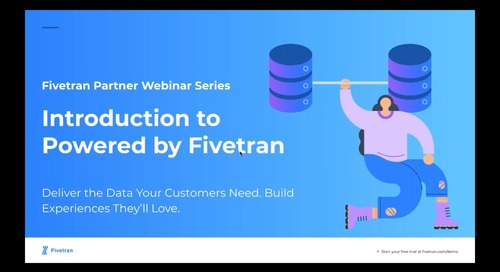 Fivetran Partner Webinar Series
Introduction to
Powered by Fivetran
Deliver the Data Your Customers Need. Build
Experiences They'll Love.
Fivetran
Start your free trial at fivetran.com/demo